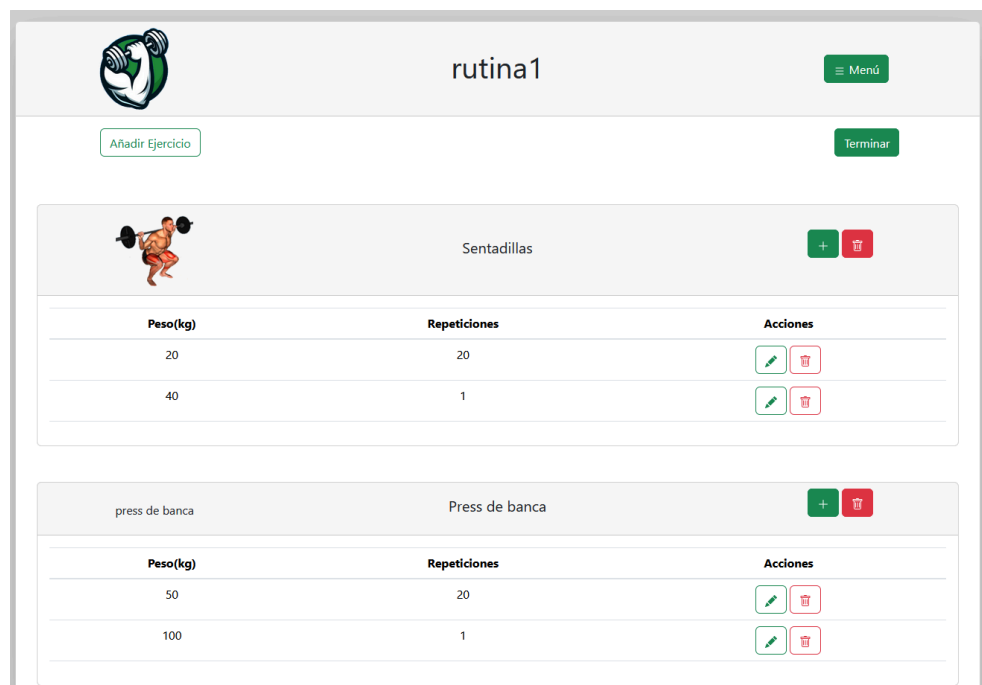 rutina1
☰ Menú
Añadir Ejercicio
Terminar
Sentadillas
+
Peso(kg) Repeticiones Acciones
20 20
40 1
press de banca Press de banca
+
Peso(kg) Repeticiones Acciones
50 20
100 1